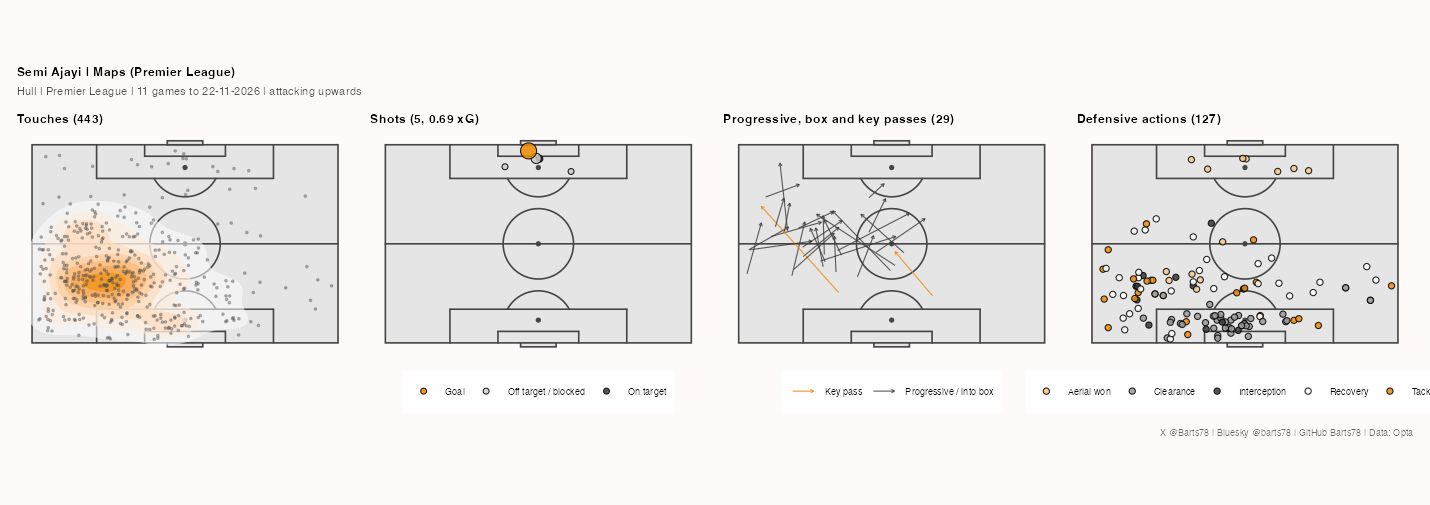 Semi Ajayi | Maps (Premier League)
Hull | Premier League | 11 games to 22-11-2026 | attacking upwards
Touches (443)
Shots (5, 0.69 xG)
Progressive, box and key passes (29)
Defensive actions (127)
Goal
Off target / blocked
On target
Key pass
Progressive / into box
Aerial won
Clearance
Interception
Recovery
Tack
X @Barts78 | Bluesky @barts78 | GitHub Barts78 | Data: Opta